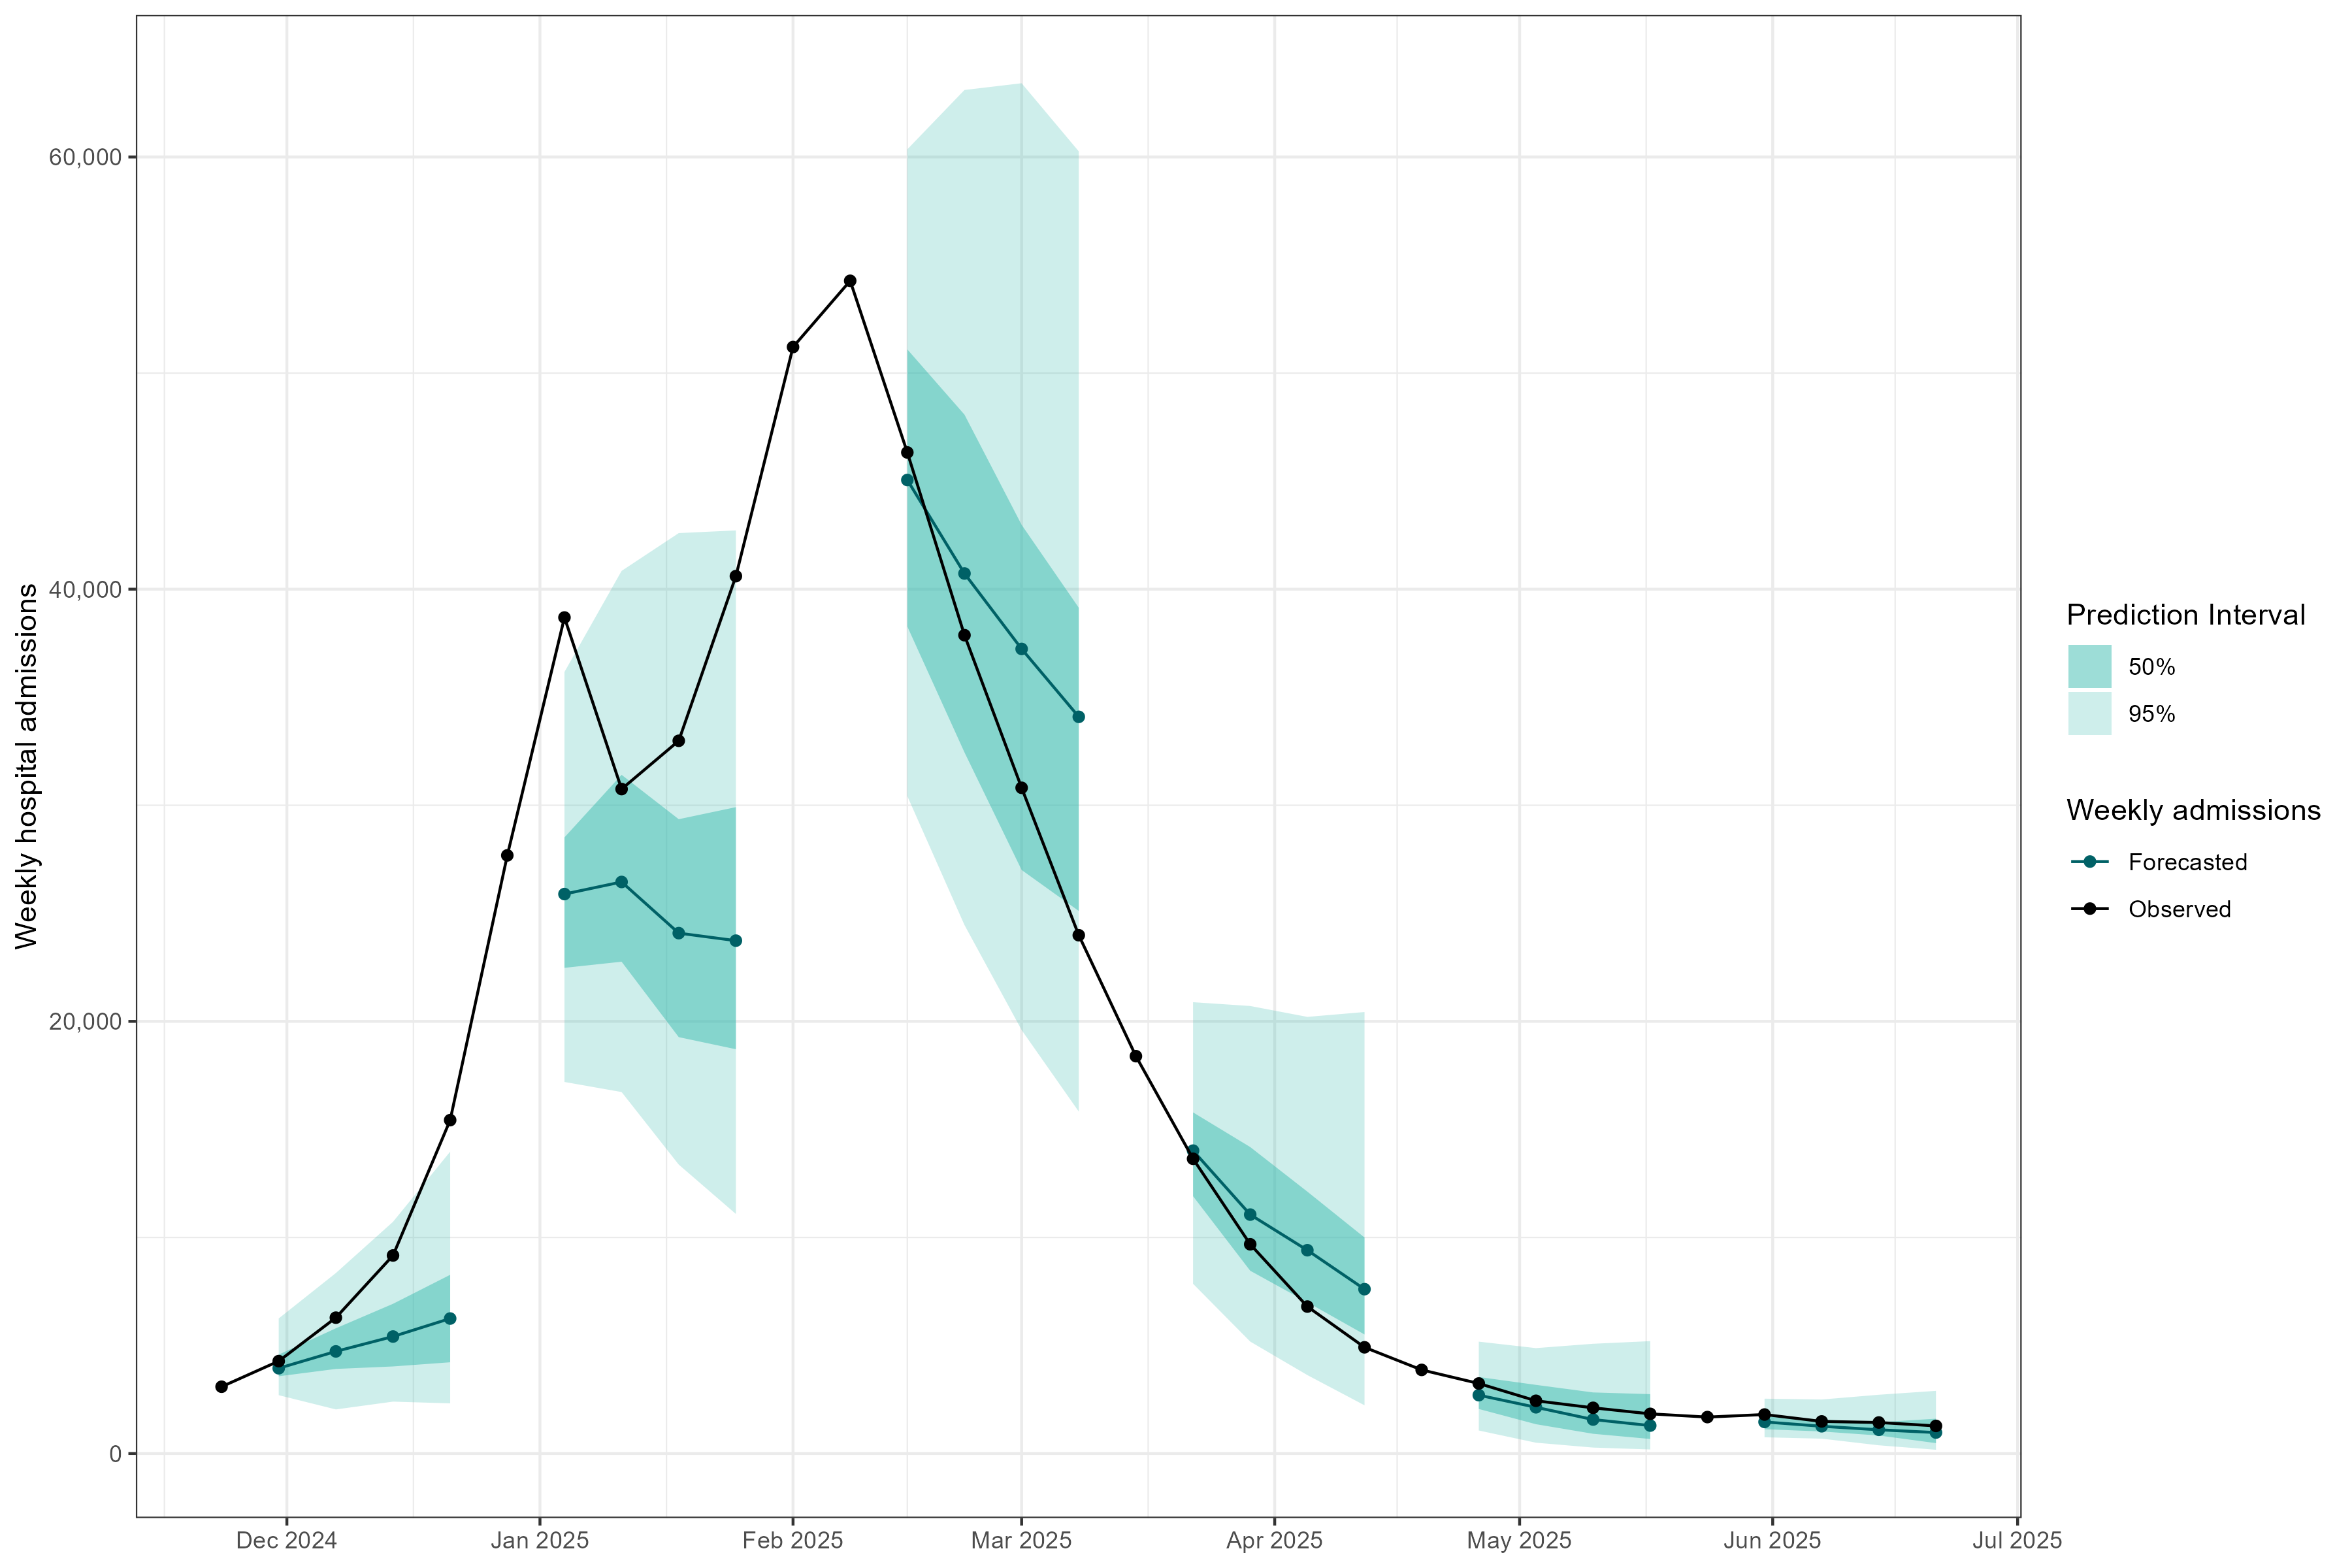 Weekly hospital admissions
60,000
40,000
20,000
0
Dec 2024
Jan 2025
Feb 2025
Mar 2025
Apr 2025
May 2025
Jun 2025
Jul 2025
Prediction Interval
50%
95%
Weekly admissions
Forecasted
Observed